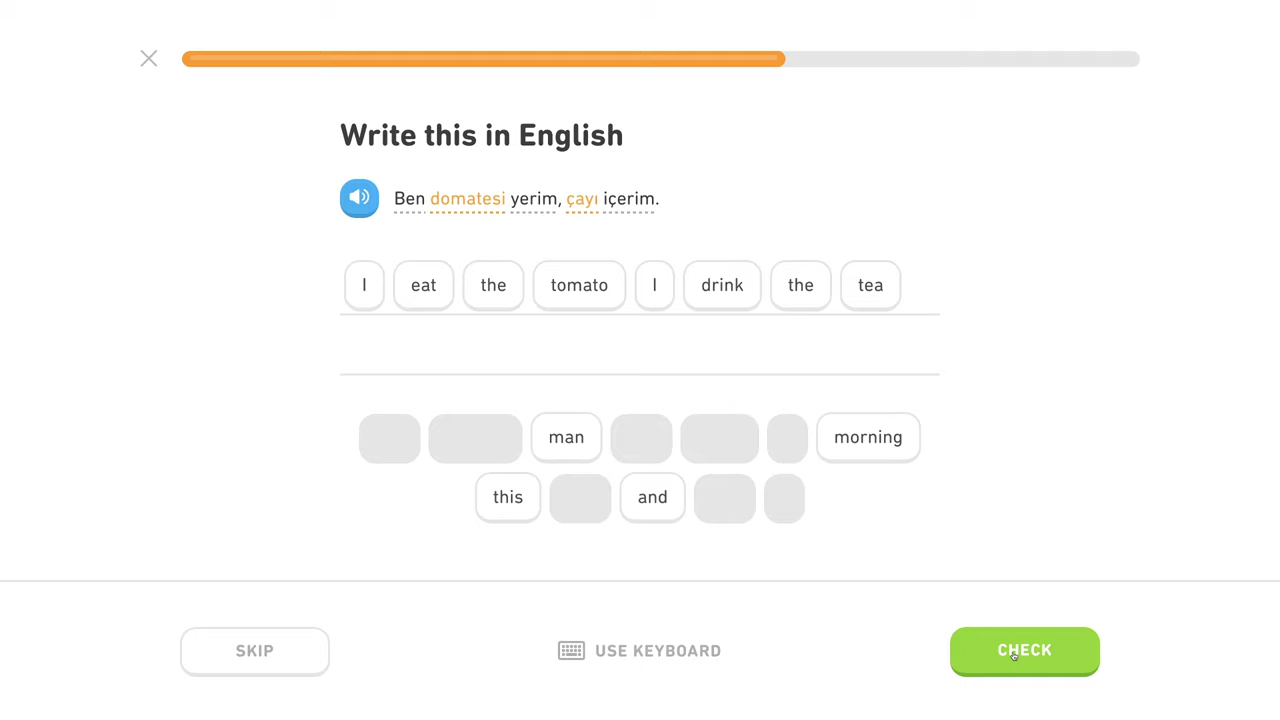 Write this in English
Ben domatesi yerim, çayı içerim.
I eat the tomato I drink the tea
man morning
this and
SKIP USE KEYBOARD CHECK